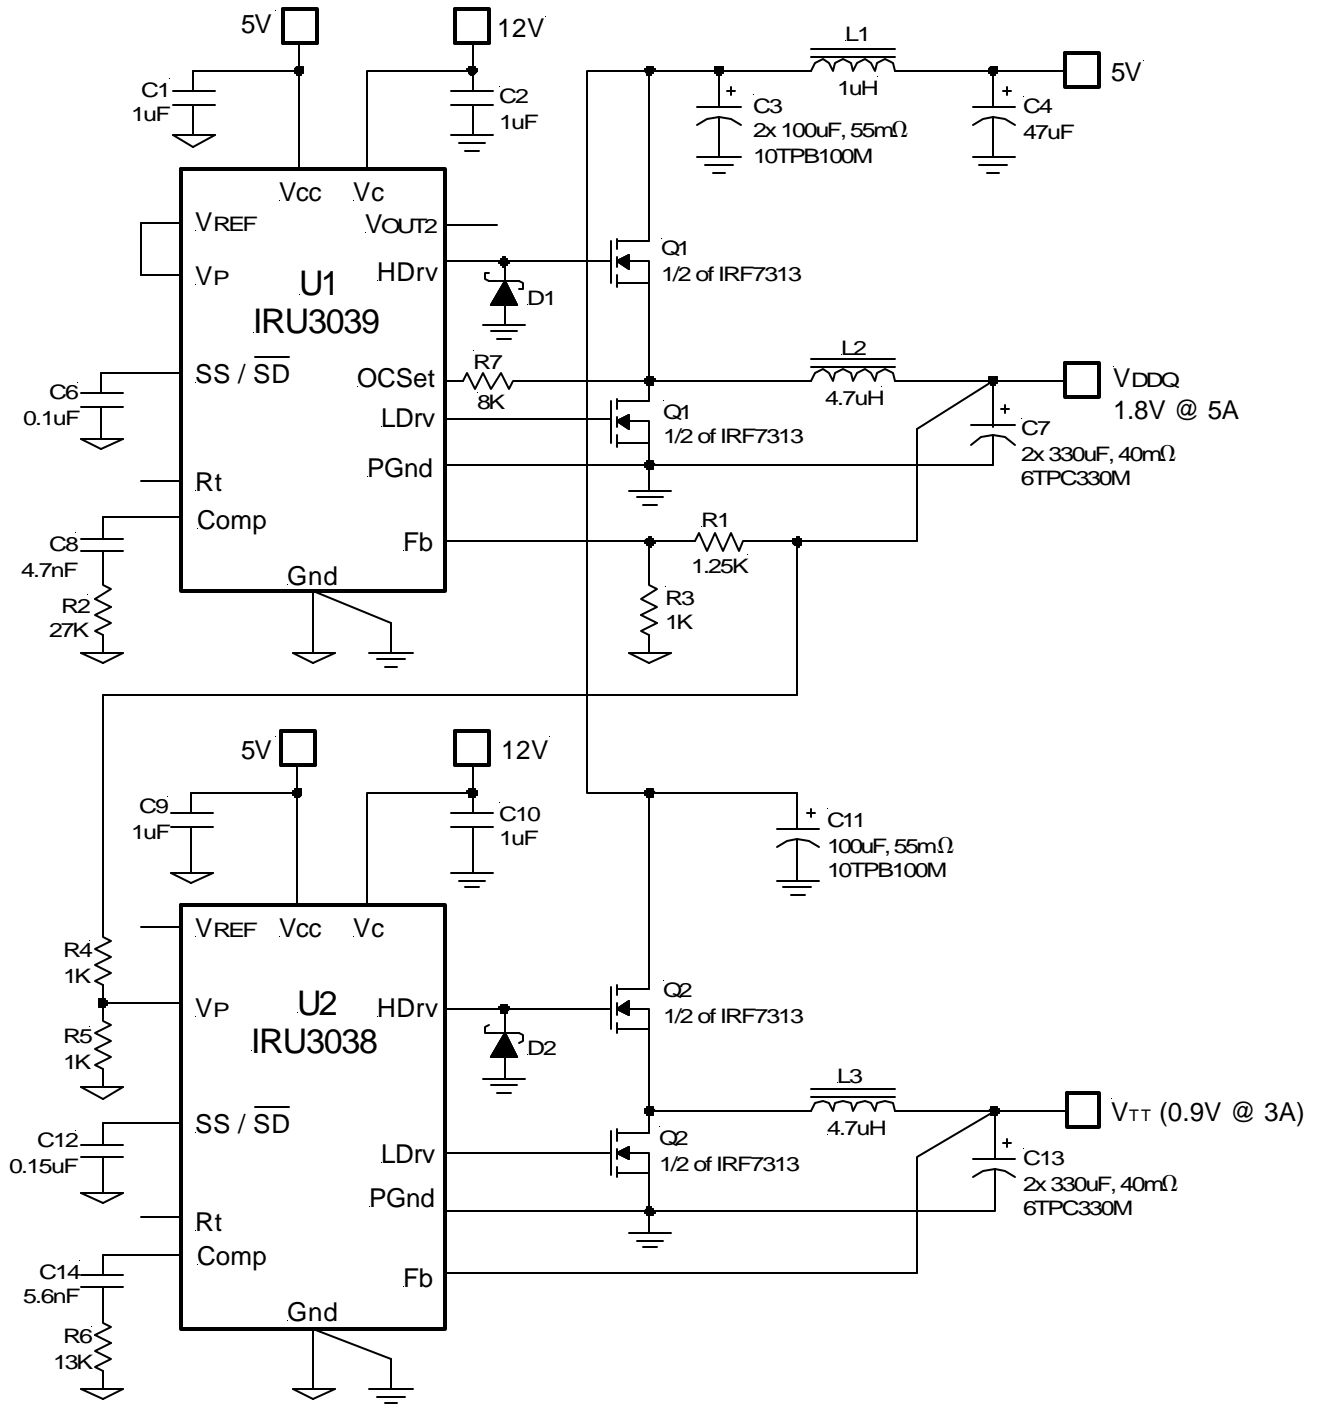 5V
12V
L1
1uH
5V
C1
1uF
C2
1uF
+
C3
2x 100uF, 55mΩ
10TPB100M
+
C4
47uF
Vcc
Vc
VREF
VOUT2
VP
HDrv
U1
IRU3039
Q1
1/2 of IRF7313
D1
SS / SD
OCSet
R7
8K
L2
4.7uH
VDDQ
1.8V @ 5A
C6
0.1uF
LDrv
Q1
1/2 of IRF7313
+
C7
2x 330uF, 40mΩ
6TPC330M
PGnd
Rt
Comp
C8
4.7nF
Fb
R1
1.25K
Gnd
R2
27K
R3
1K
5V
12V
C9
1uF
C10
1uF
+
C11
100uF, 55mΩ
10TPB100M
VREF
Vcc
Vc
R4
1K
VP
U2
IRU3038
HDrv
Q2
1/2 of IRF7313
R5
1K
D2
L3
4.7uH
VTT (0.9V @ 3A)
SS / SD
C12
0.15uF
LDrv
Q2
1/2 of IRF7313
+
C13
2x 330uF, 40mΩ
6TPC330M
PGnd
Rt
Comp
C14
5.6nF
Fb
Gnd
R6
13K